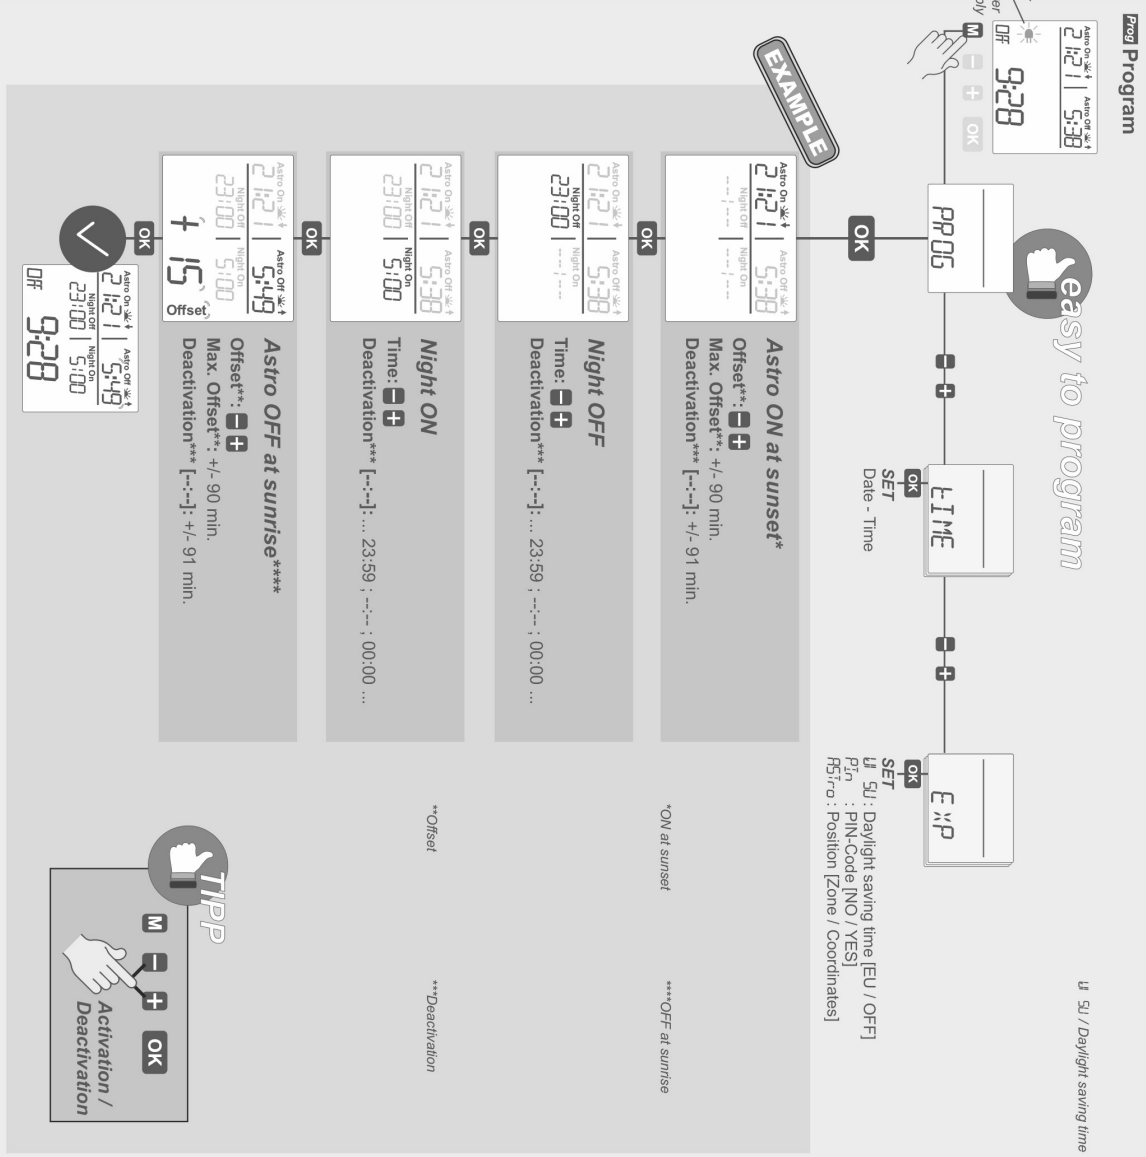 Prog Program
Astro On Astro Off
21:21 | 5:38
Off 9:28
M - + OK
PROG
easy to program
- +
tIME
OK
SET
Date - Time
- +
E XP
OK
SET
WI SU : Daylight saving time [EU / OFF]
Pin : PIN-Code [NO / YES]
ASTro : Position [Zone / Coordinates]
WI SU / Daylight saving time
EXAMPLE
OK
Astro On Astro Off
21:21 | 5:38
Night Off Night On
--:-- | --:--
Astro ON at sunset*
Offset**: - +
Max. Offset**: +/- 90 min.
Deactivation*** [--:--]: +/- 91 min.
OK
Astro On Astro Off
21:21 | 5:38
Night Off Night On
23:00 | --:--
Night OFF
Time: - +
Deactivation*** [--:--]: ... 23:59 ; --:-- ; 00:00 ...
OK
Astro On Astro Off
21:21 | 5:38
Night Off Night On
23:00 | 5:00
Night ON
Time: - +
Deactivation*** [--:--]: ... 23:59 ; --:-- ; 00:00 ...
OK
Astro On Astro Off
21:21 | 5:49
Night Off Night On
23:00 | 5:00
+ 15 Offset
Astro OFF at sunrise****
Offset**: - +
Max. Offset**: +/- 90 min.
Deactivation*** [--:--]: +/- 91 min.
OK
Astro On Astro Off
21:21 | 5:49
Night Off Night On
23:00 | 5:00
OFF 9:28
*ON at sunset
****OFF at sunrise
**Offset
***Deactivation
TIPP
M - + OK
Activation /
Deactivation